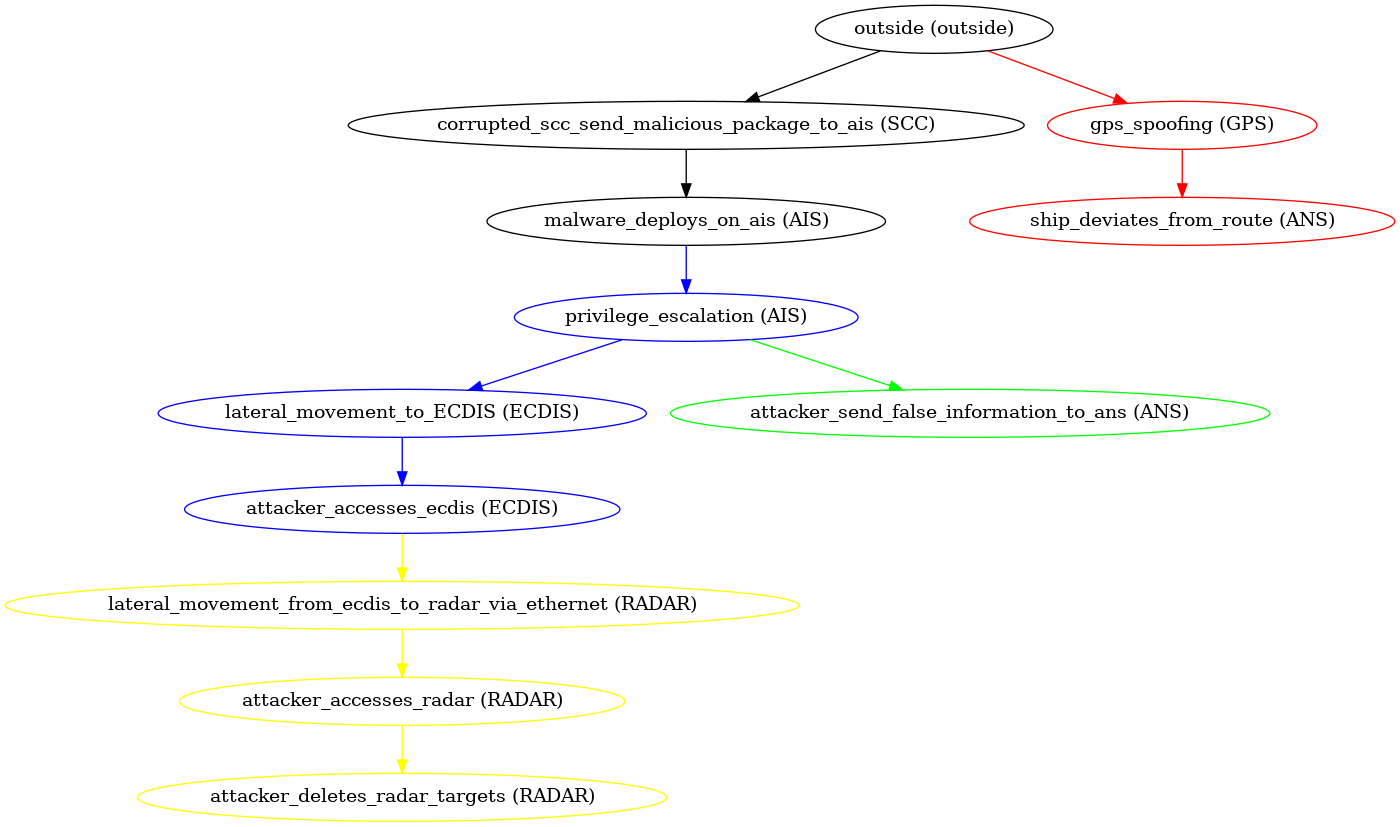 outside (outside)
corrupted_scc_send_malicious_package_to_ais (SCC)
gps_spoofing (GPS)
malware_deploys_on_ais (AIS)
ship_deviates_from_route (ANS)
privilege_escalation (AIS)
lateral_movement_to_ECDIS (ECDIS)
attacker_send_false_information_to_ans (ANS)
attacker_accesses_ecdis (ECDIS)
lateral_movement_from_ecdis_to_radar_via_ethernet (RADAR)
attacker_accesses_radar (RADAR)
attacker_deletes_radar_targets (RADAR)